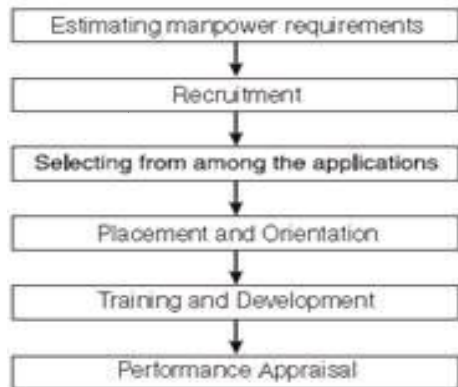 Estimating manpower requirements
Recruitment
Selecting from among the applications
Placement and Orientation
Training and Development
Performance Appraisal